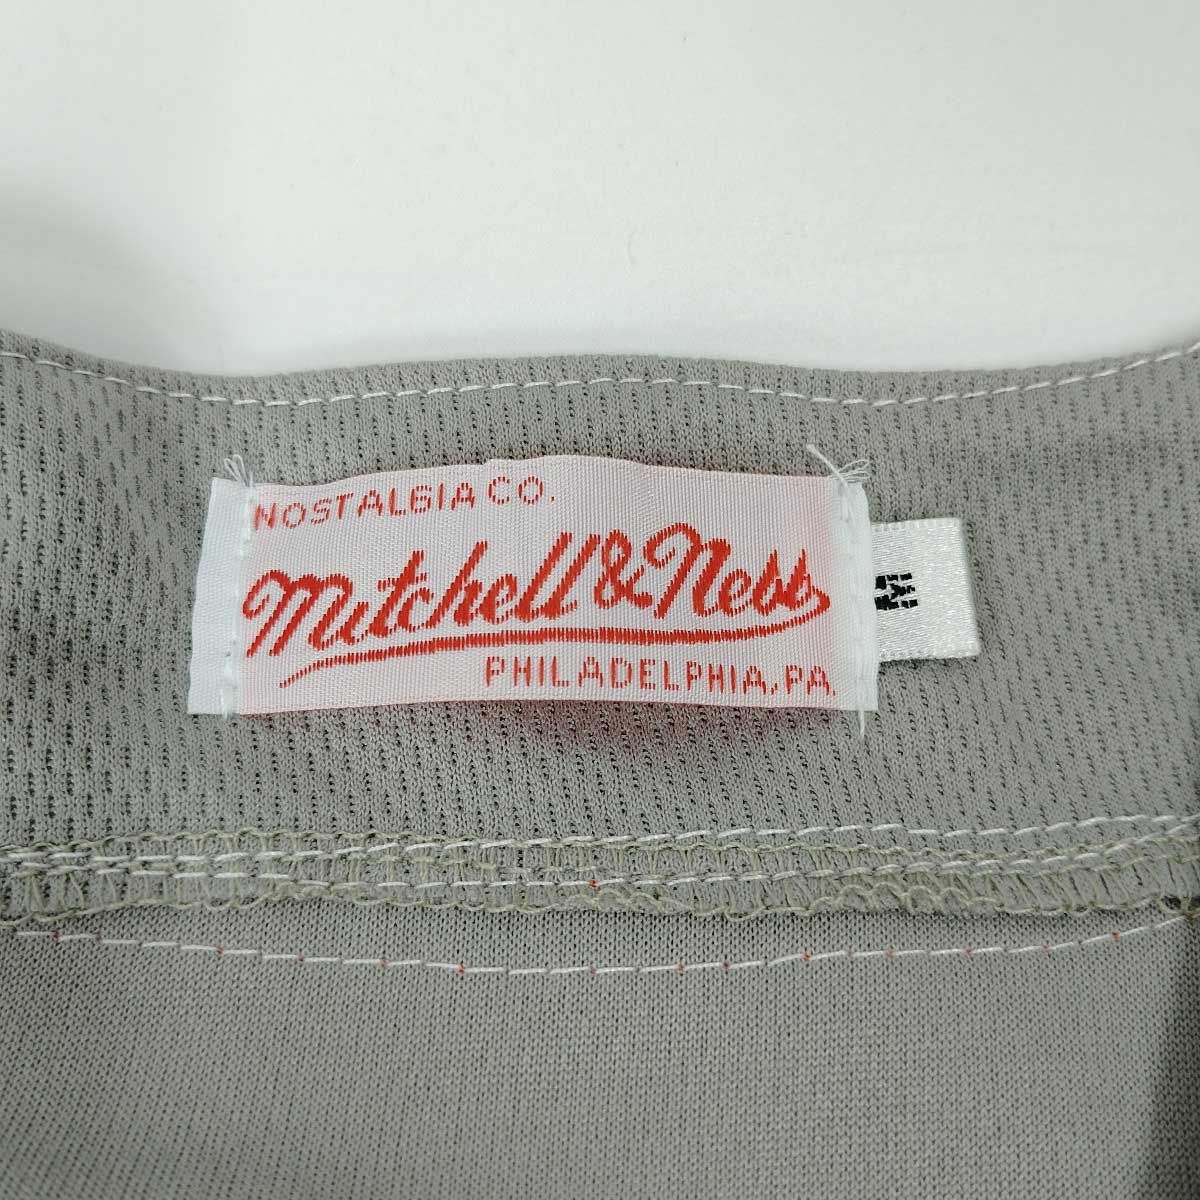 NOSTALGIA CO.
Mitchell & Ness
PHILADELPHIA, PA.